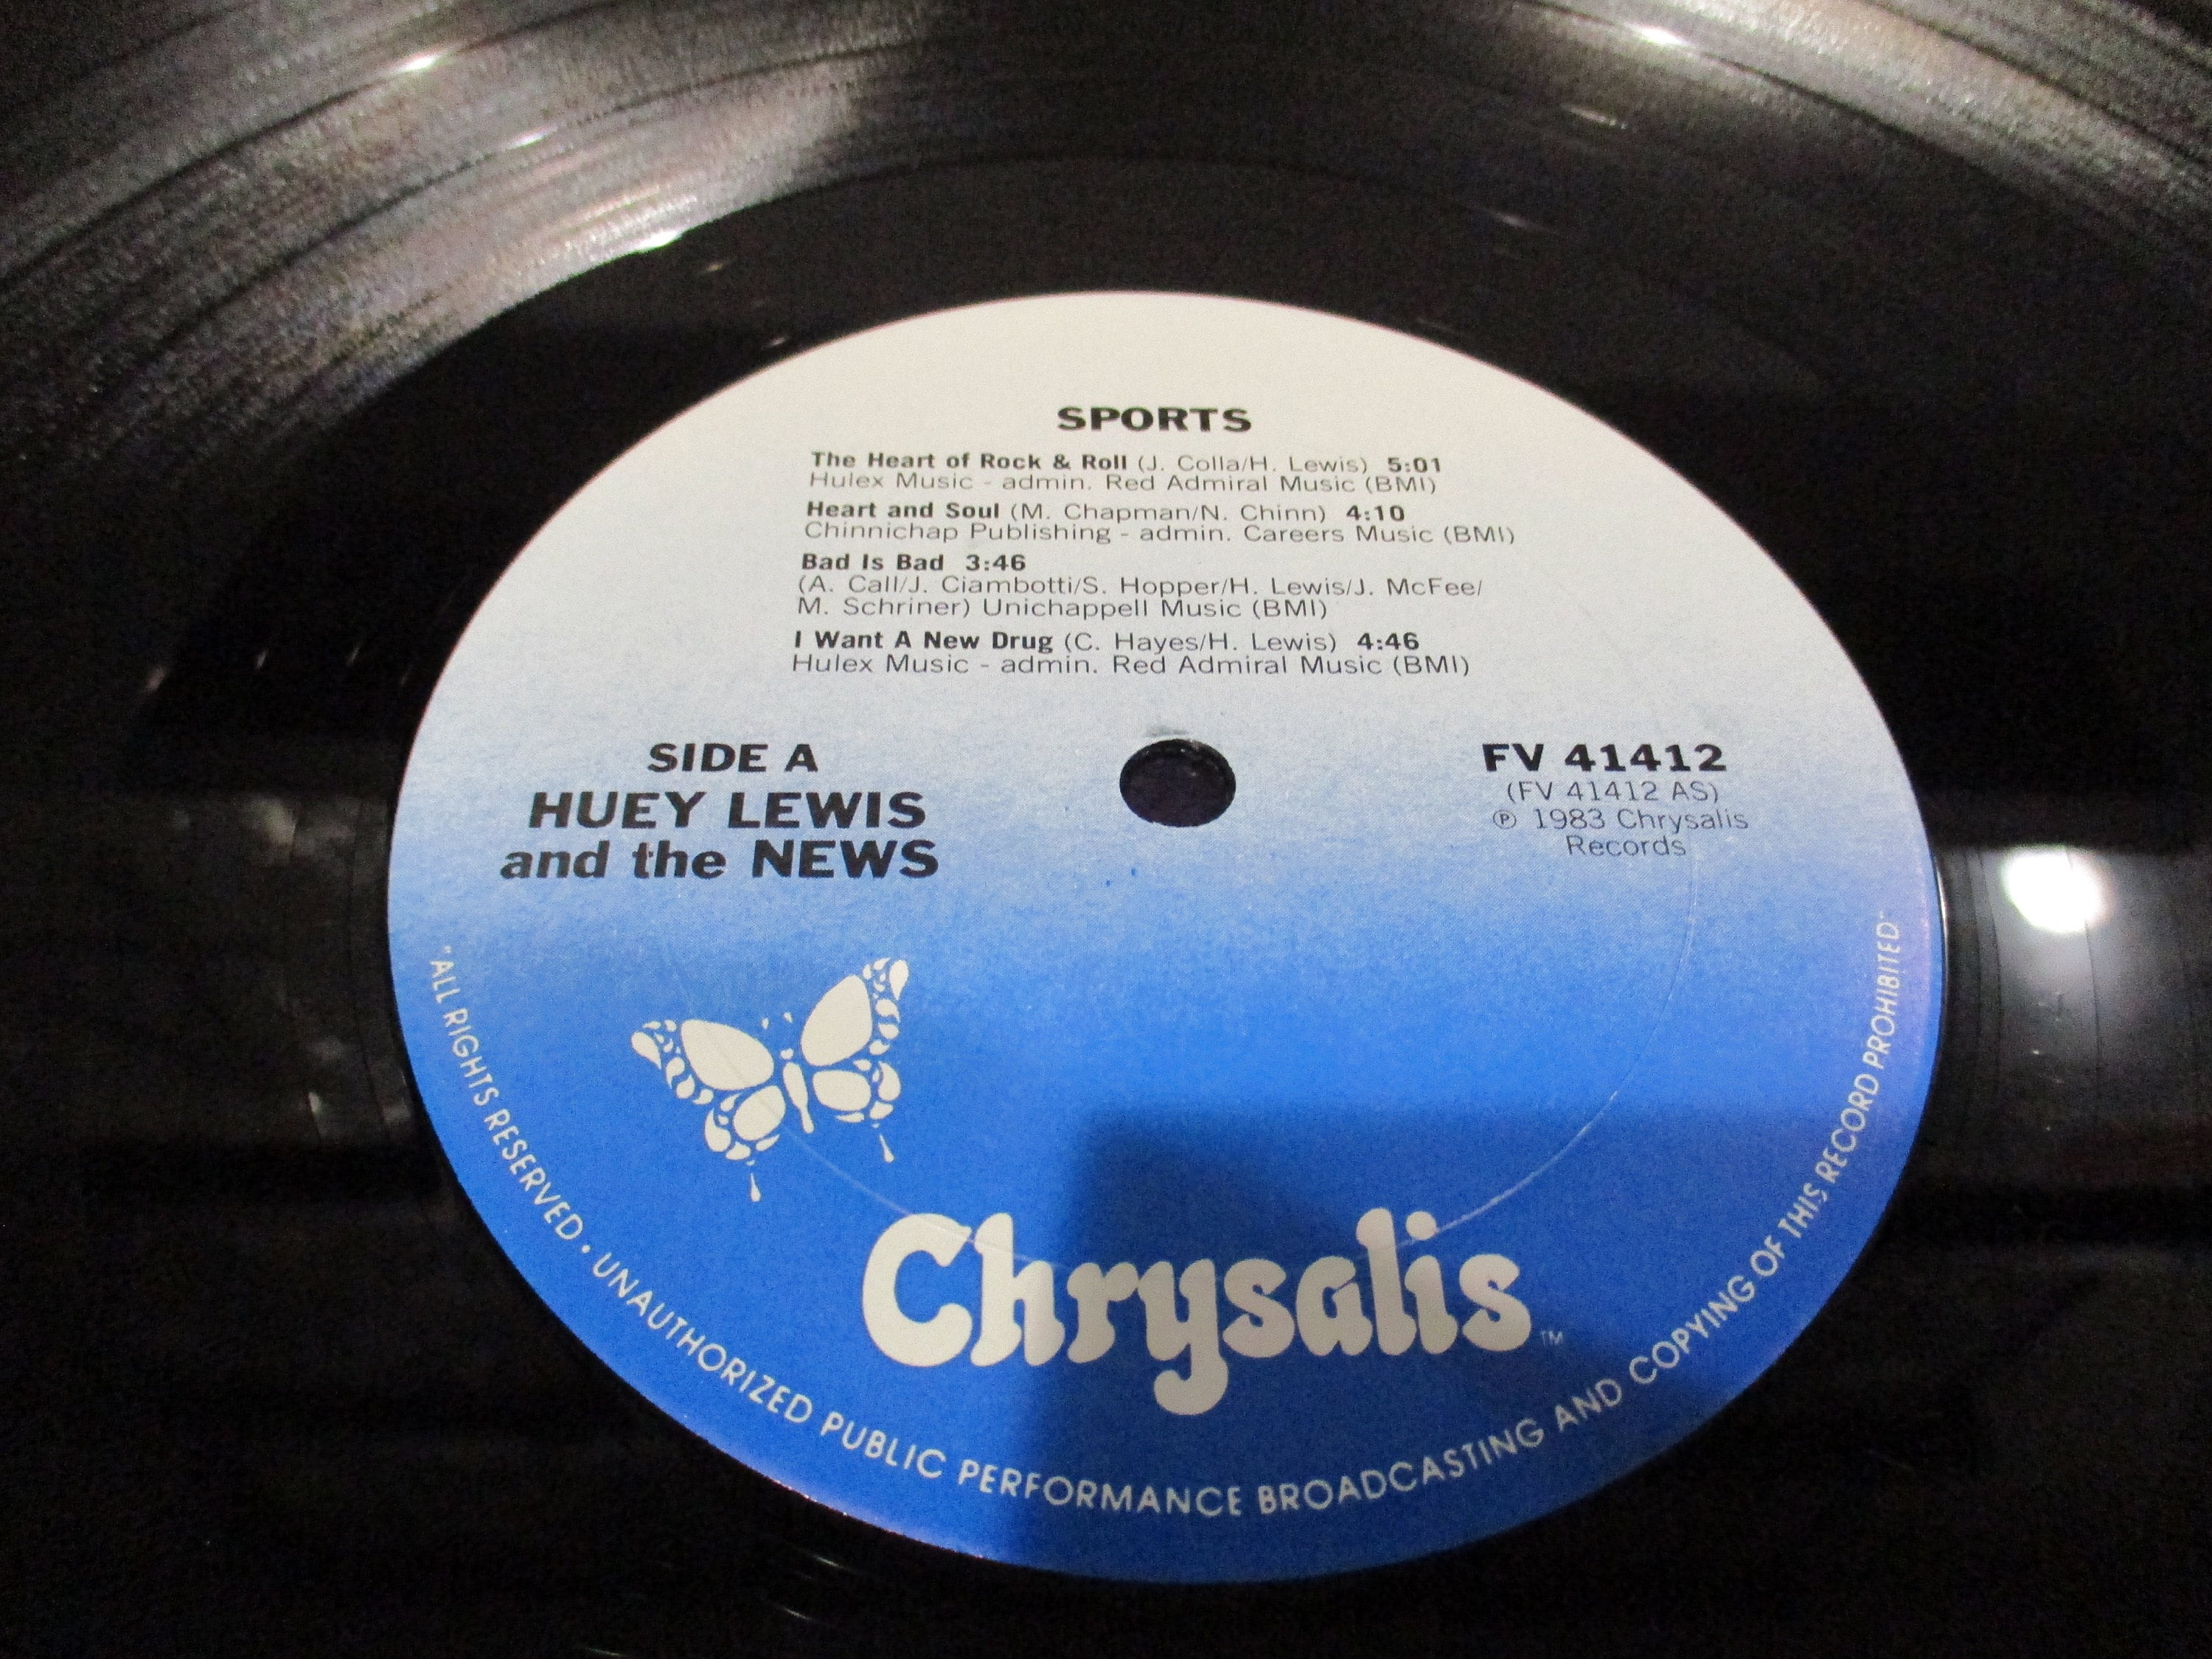 SPORTS
The Heart of Rock & Roll (J. Colla/H. Lewis) 5:01
Hulex Music - admin. Red Admiral Music (BMI)
Heart and Soul (M. Chapman/N. Chinn) 4:10
Chinnichap Publishing - admin. Careers Music (BMI)
Bad Is Bad 3:46
(A. Call/J. Ciambotti/S. Hopper/H. Lewis/J. McFee/
M. Schriner) Unichappell Music (BMI)
I Want A New Drug (C. Hayes/H. Lewis) 4:46
Hulex Music - admin. Red Admiral Music (BMI)
SIDE A
HUEY LEWIS
and the NEWS
FV 41412
(FV 41412 AS)
℗ 1983 Chrysalis
Records
Chrysalis™
"ALL RIGHTS RESERVED • UNAUTHORIZED PUBLIC PERFORMANCE BROADCASTING AND COPYING OF THIS RECORD PROHIBITED"